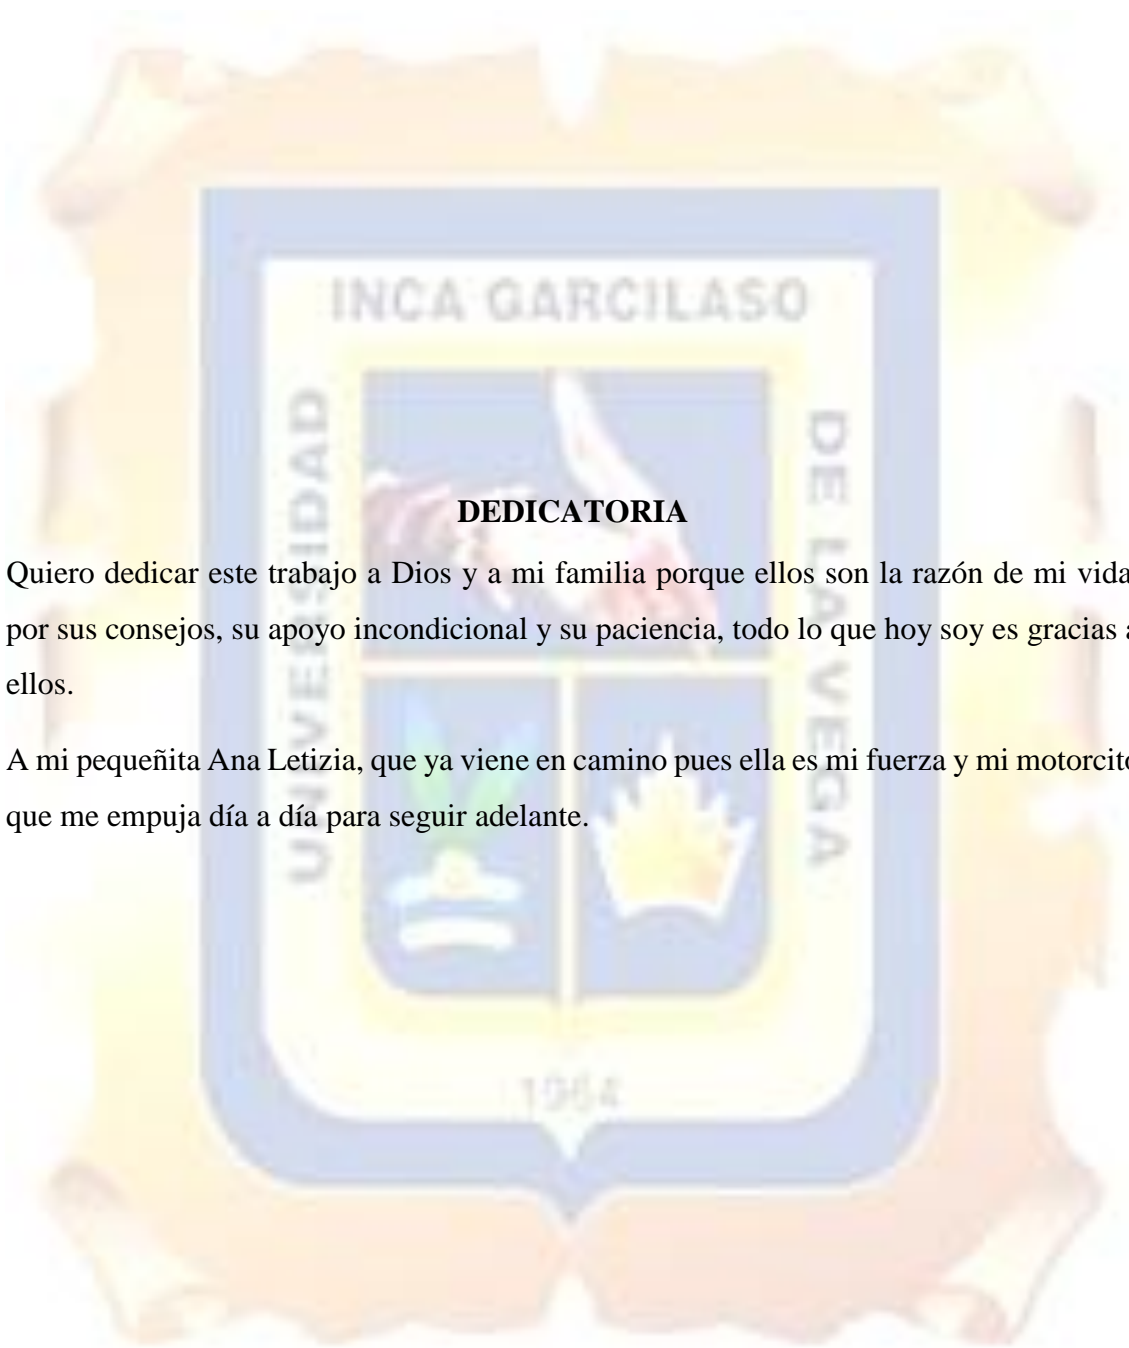 INCA GARCILASO
UNIVERSIDAD
DE LA VEGA
DEDICATORIA
Quiero dedicar este trabajo a Dios y a mi familia porque ellos son la razón de mi vida
por sus consejos, su apoyo incondicional y su paciencia, todo lo que hoy soy es gracias a
ellos.
A mi pequeñita Ana Letizia, que ya viene en camino pues ella es mi fuerza y mi motorcito
que me empuja día a día para seguir adelante.
1964